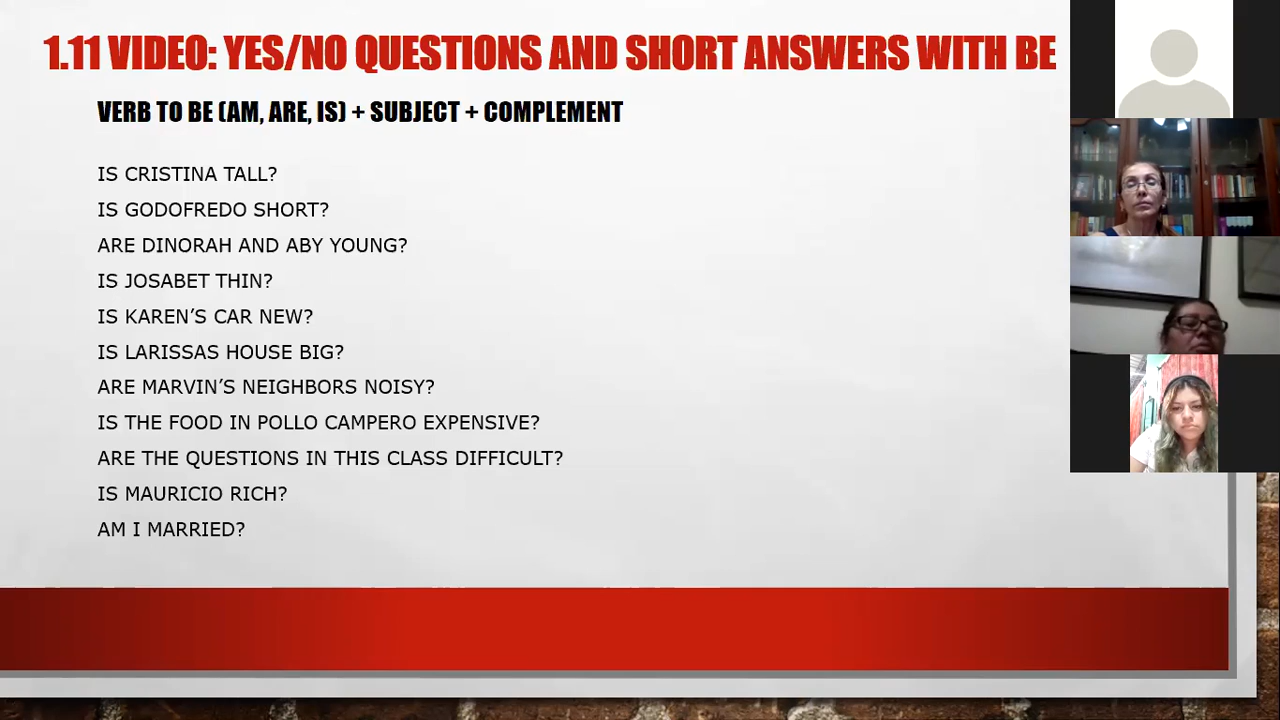 1.11 VIDEO: YES/NO QUESTIONS AND SHORT ANSWERS WITH BE
VERB TO BE (AM, ARE, IS) + SUBJECT + COMPLEMENT
IS CRISTINA TALL?
IS GODOFREDO SHORT?
ARE DINORAH AND ABY YOUNG?
IS JOSABET THIN?
IS KAREN’S CAR NEW?
IS LARISSAS HOUSE BIG?
ARE MARVIN’S NEIGHBORS NOISY?
IS THE FOOD IN POLLO CAMPERO EXPENSIVE?
ARE THE QUESTIONS IN THIS CLASS DIFFICULT?
IS MAURICIO RICH?
AM I MARRIED?